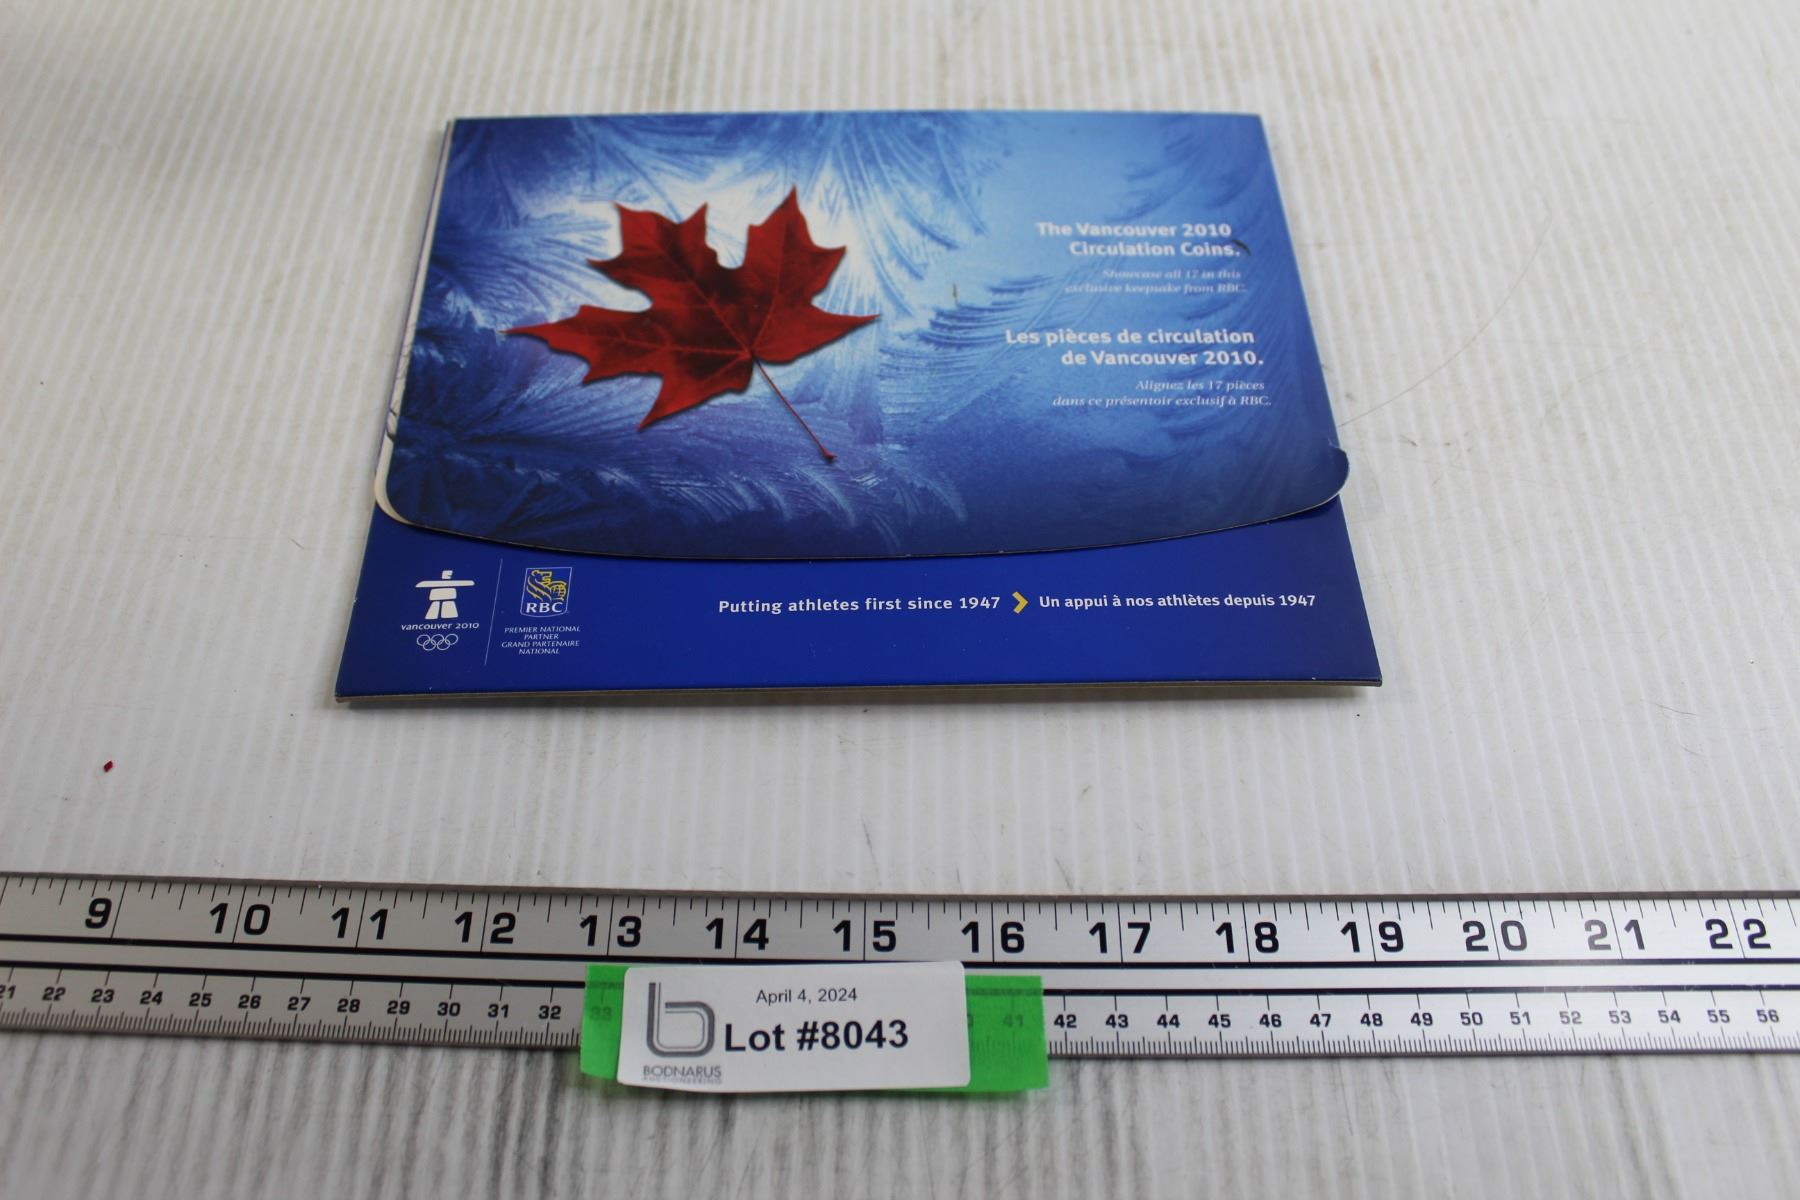 The Vancouver 2010
Circulation Coins.
Showcase all 17 in this
exclusive keepsake from RBC.
Les pièces de circulation
de Vancouver 2010.
Alignez les 17 pièces
dans ce présentoir exclusif à RBC.
vancouver 2010
RBC
PREMIER NATIONAL
PARTNER
GRAND PARTENAIRE
NATIONAL
Putting athletes first since 1947 > Un appui à nos athlètes depuis 1947
9 10 11 12 13 14 15 16 17 18 19 20 21 22
21 22 23 24 25 26 27 28 29 30 31 32 33 41 42 43 44 45 46 47 48 49 50 51 52 53 54 55 56
April 4, 2024
Lot #8043
BODNARUS
AUCTIONEERING